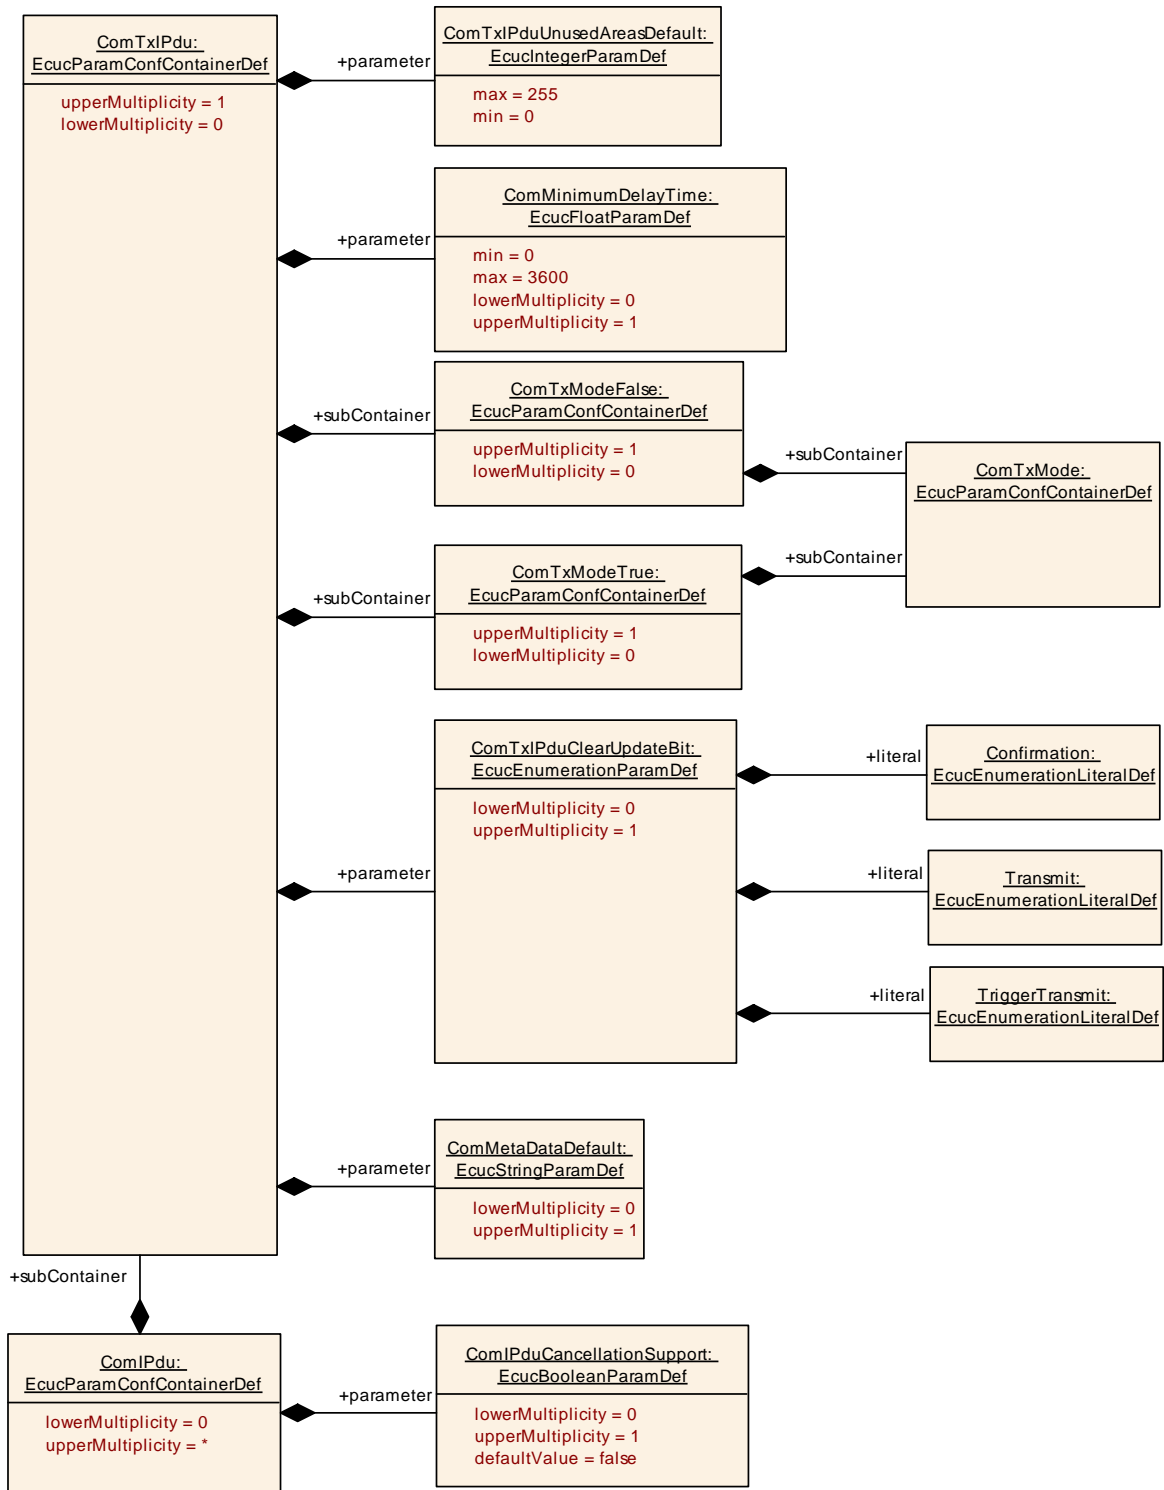 ComTxIPdu:
EcucParamConfContainerDef
upperMultiplicity = 1
lowerMultiplicity = 0
+parameter
ComTxIPduUnusedAreasDefault:
EcucIntegerParamDef
max = 255
min = 0
+parameter
ComMinimumDelayTime:
EcucFloatParamDef
min = 0
max = 3600
lowerMultiplicity = 0
upperMultiplicity = 1
+subContainer
ComTxModeFalse:
EcucParamConfContainerDef
upperMultiplicity = 1
lowerMultiplicity = 0
+subContainer
ComTxMode:
EcucParamConfContainerDef
+subContainer
+subContainer
ComTxModeTrue:
EcucParamConfContainerDef
upperMultiplicity = 1
lowerMultiplicity = 0
+parameter
ComTxIPduClearUpdateBit:
EcucEnumerationParamDef
lowerMultiplicity = 0
upperMultiplicity = 1
+literal
Confirmation:
EcucEnumerationLiteralDef
+literal
Transmit:
EcucEnumerationLiteralDef
+literal
TriggerTransmit:
EcucEnumerationLiteralDef
+parameter
ComMetaDataDefault:
EcucStringParamDef
lowerMultiplicity = 0
upperMultiplicity = 1
+subContainer
ComIPdu:
EcucParamConfContainerDef
lowerMultiplicity = 0
upperMultiplicity = *
+parameter
ComIPduCancellationSupport:
EcucBooleanParamDef
lowerMultiplicity = 0
upperMultiplicity = 1
defaultValue = false